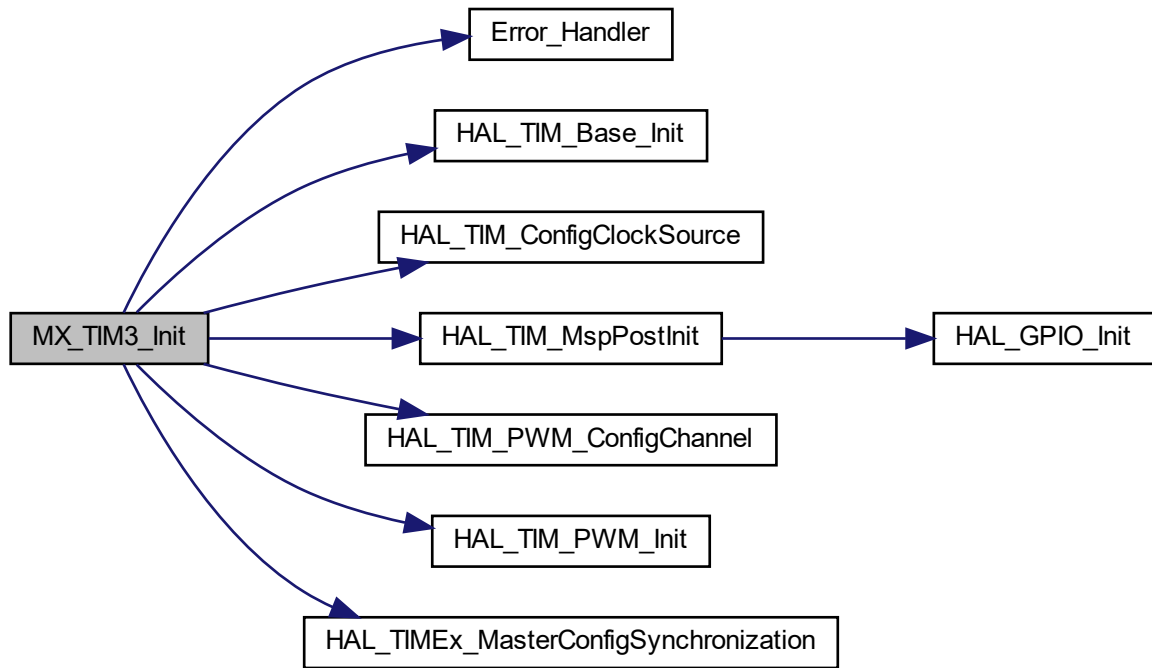 Error_Handler
HAL_TIM_Base_Init
HAL_TIM_ConfigClockSource
MX_TIM3_Init
HAL_TIM_MspPostInit
HAL_GPIO_Init
HAL_TIM_PWM_ConfigChannel
HAL_TIM_PWM_Init
HAL_TIMEx_MasterConfigSynchronization